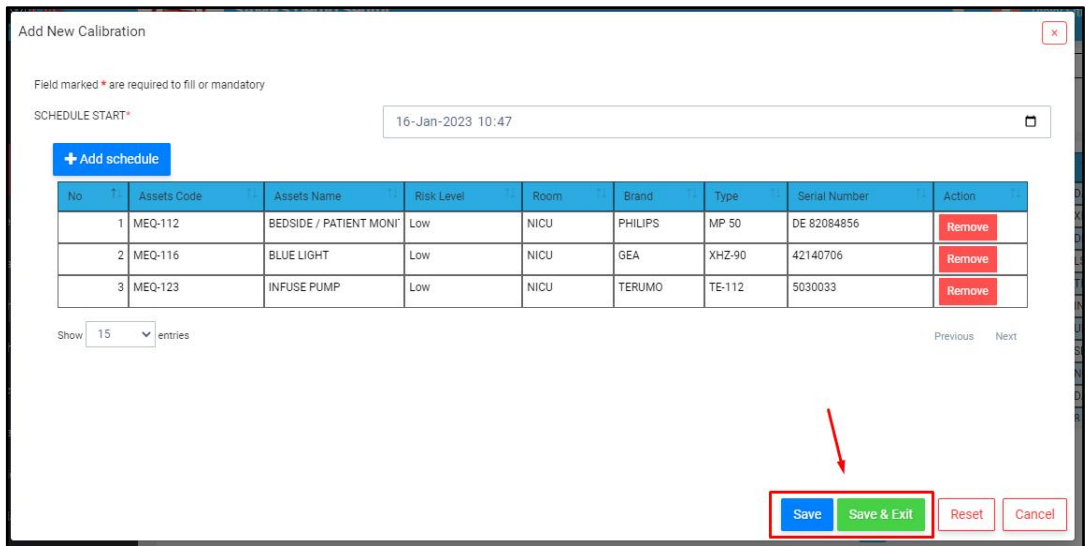 Add New Calibration
×
Field marked * are required to fill or mandatory
SCHEDULE START*
16-Jan-2023 10:47
+ Add schedule
No Assets Code Assets Name Risk Level Room Brand Type Serial Number Action
1 MEQ-112 BEDSIDE / PATIENT MONI Low NICU PHILIPS MP 50 DE 82084856 Remove
2 MEQ-116 BLUE LIGHT Low NICU GEA XHZ-90 42140706 Remove
3 MEQ-123 INFUSE PUMP Low NICU TERUMO TE-112 5030033 Remove
Show 15 entries
Previous Next
Save Save & Exit Reset Cancel